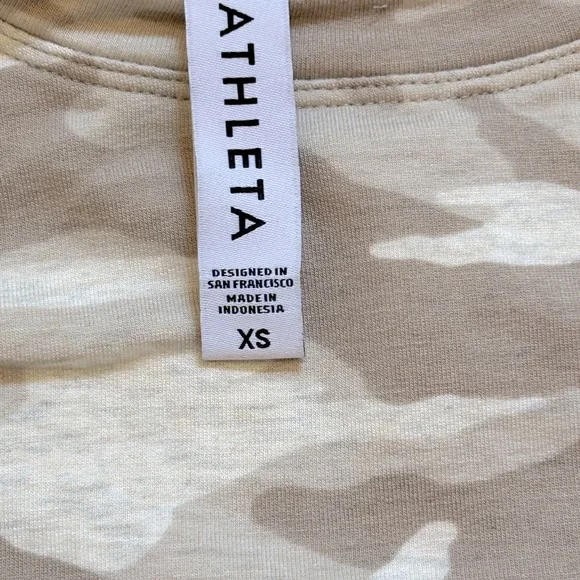 ATHLETA
DESIGNED IN
SAN FRANCISCO
MADE IN
INDONESIA
XS